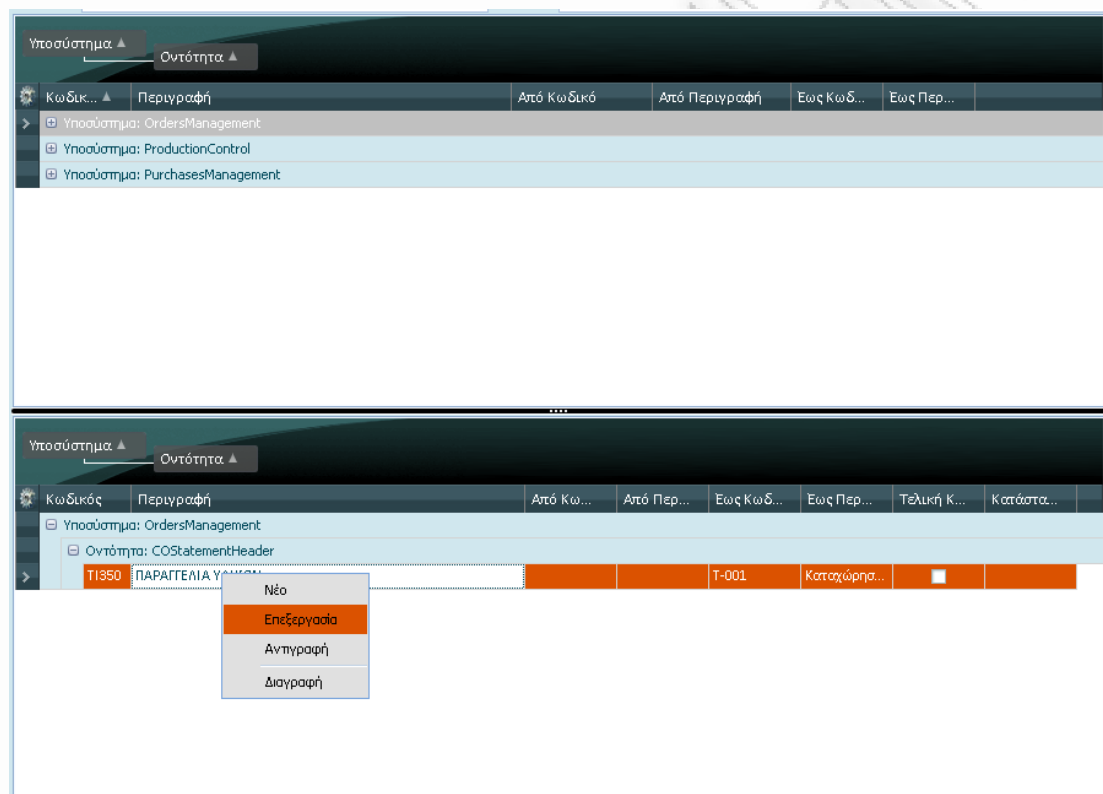 Υποσύστημα
Οντότητα
Κωδικ... Περιγραφή Από Κωδικό Από Περιγραφή Έως Κωδ... Έως Περ...
Υποσύστημα: OrdersManagement
Υποσύστημα: ProductionControl
Υποσύστημα: PurchasesManagement
Υποσύστημα
Οντότητα
Κωδικός Περιγραφή Από Κω... Από Περ... Έως Κωδ... Έως Περ... Τελική Κ... Κατάστα...
Υποσύστημα: OrdersManagement
Οντότητα: COStatementHeader
TI350 ΠΑΡΑΓΓΕΛΙΑ T-001 Καταχώρησ...
Νέο
Επεξεργασία
Αντιγραφή
Διαγραφή